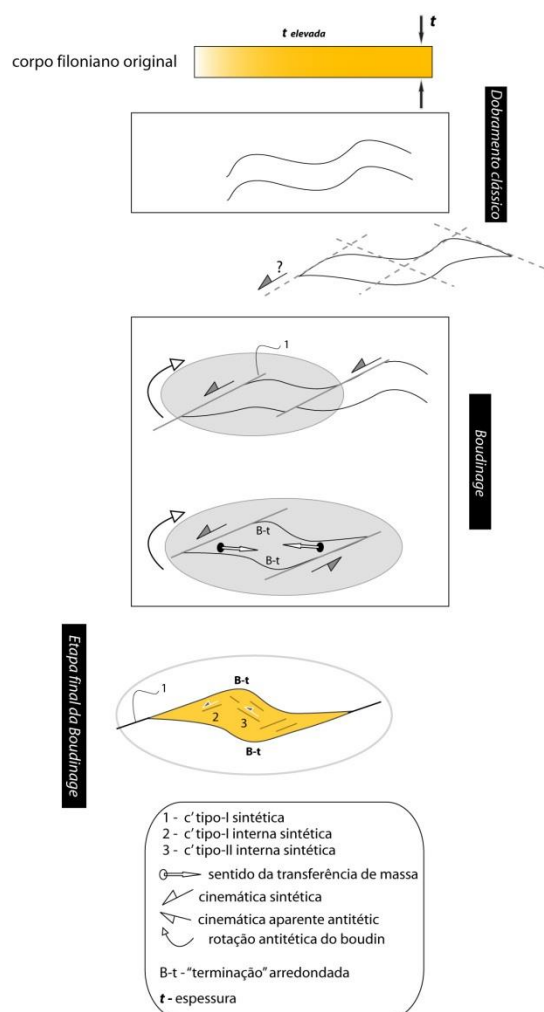 t
t elevada
corpo filoniano original
Dobramento clássico
?
1
Boudinage
B-t
B-t
Etapa final da Boudinage
1
B-t
2
3
B-t
1 - c' tipo-I sintética
2 - c' tipo-I interna sintética
3 - c' tipo-II interna sintética
sentido da transferência de massa
cinemática sintética
cinemática aparente antitétic
rotação antitética do boudin
B-t - "terminação" arredondada
t - espessura